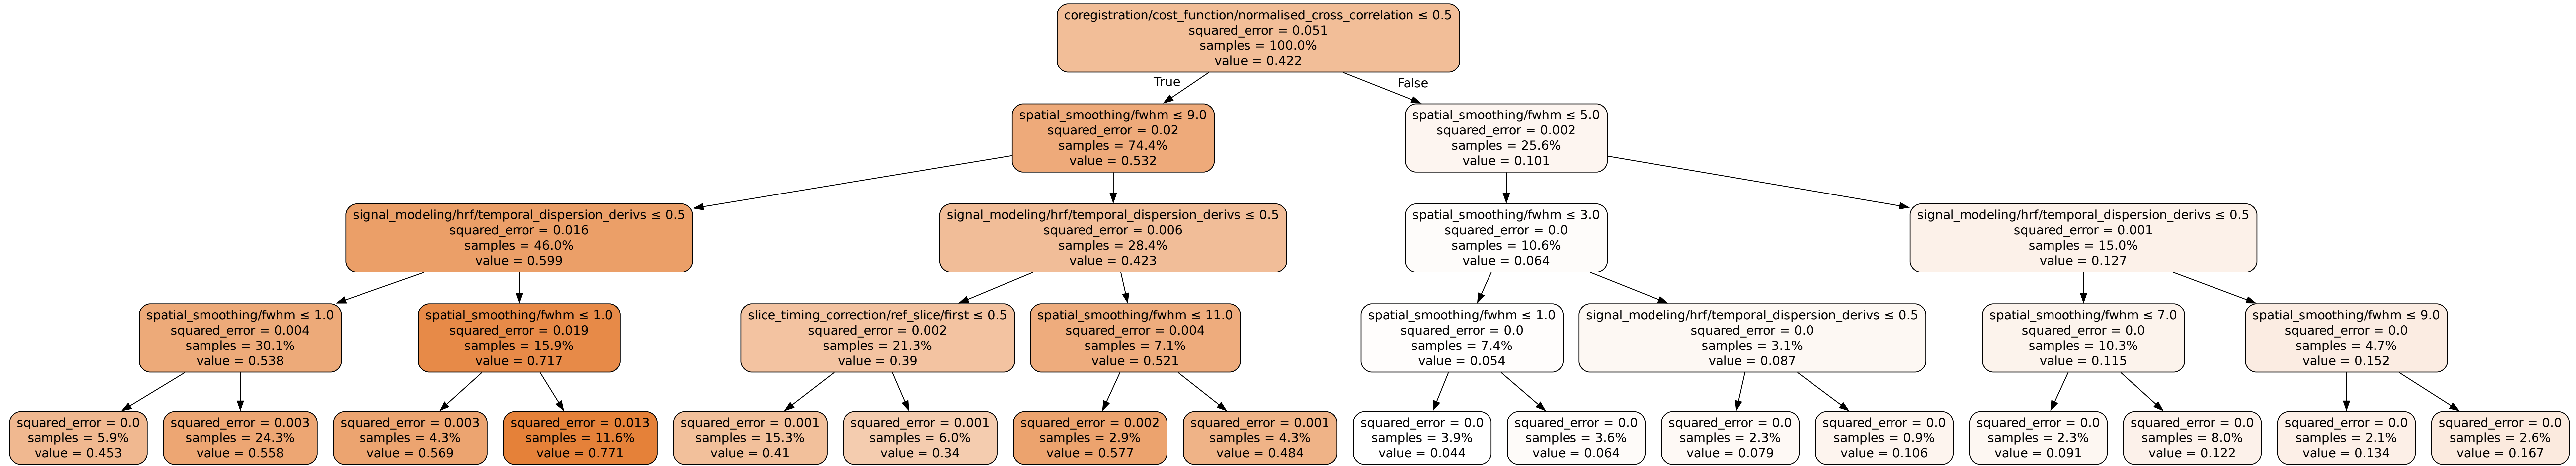 coregistration/cost_function/normalised_cross_correlation ≤ 0.5
squared_error = 0.051
samples = 100.0%
value = 0.422
True
False
spatial_smoothing/fwhm ≤ 9.0
squared_error = 0.02
samples = 74.4%
value = 0.532
spatial_smoothing/fwhm ≤ 5.0
squared_error = 0.002
samples = 25.6%
value = 0.101
signal_modeling/hrf/temporal_dispersion_derivs ≤ 0.5
squared_error = 0.016
samples = 46.0%
value = 0.599
signal_modeling/hrf/temporal_dispersion_derivs ≤ 0.5
squared_error = 0.006
samples = 28.4%
value = 0.423
spatial_smoothing/fwhm ≤ 3.0
squared_error = 0.0
samples = 10.6%
value = 0.064
signal_modeling/hrf/temporal_dispersion_derivs ≤ 0.5
squared_error = 0.001
samples = 15.0%
value = 0.127
spatial_smoothing/fwhm ≤ 1.0
squared_error = 0.004
samples = 30.1%
value = 0.538
spatial_smoothing/fwhm ≤ 1.0
squared_error = 0.019
samples = 15.9%
value = 0.717
slice_timing_correction/ref_slice/first ≤ 0.5
squared_error = 0.002
samples = 21.3%
value = 0.39
spatial_smoothing/fwhm ≤ 11.0
squared_error = 0.004
samples = 7.1%
value = 0.521
spatial_smoothing/fwhm ≤ 1.0
squared_error = 0.0
samples = 7.4%
value = 0.054
signal_modeling/hrf/temporal_dispersion_derivs ≤ 0.5
squared_error = 0.0
samples = 3.1%
value = 0.087
spatial_smoothing/fwhm ≤ 7.0
squared_error = 0.0
samples = 10.3%
value = 0.115
spatial_smoothing/fwhm ≤ 9.0
squared_error = 0.0
samples = 4.7%
value = 0.152
squared_error = 0.0
samples = 5.9%
value = 0.453
squared_error = 0.003
samples = 24.3%
value = 0.558
squared_error = 0.003
samples = 4.3%
value = 0.569
squared_error = 0.013
samples = 11.6%
value = 0.771
squared_error = 0.001
samples = 15.3%
value = 0.41
squared_error = 0.001
samples = 6.0%
value = 0.34
squared_error = 0.002
samples = 2.9%
value = 0.577
squared_error = 0.001
samples = 4.3%
value = 0.484
squared_error = 0.0
samples = 3.9%
value = 0.044
squared_error = 0.0
samples = 3.6%
value = 0.064
squared_error = 0.0
samples = 2.3%
value = 0.079
squared_error = 0.0
samples = 0.9%
value = 0.106
squared_error = 0.0
samples = 2.3%
value = 0.091
squared_error = 0.0
samples = 8.0%
value = 0.122
squared_error = 0.0
samples = 2.1%
value = 0.134
squared_error = 0.0
samples = 2.6%
value = 0.167